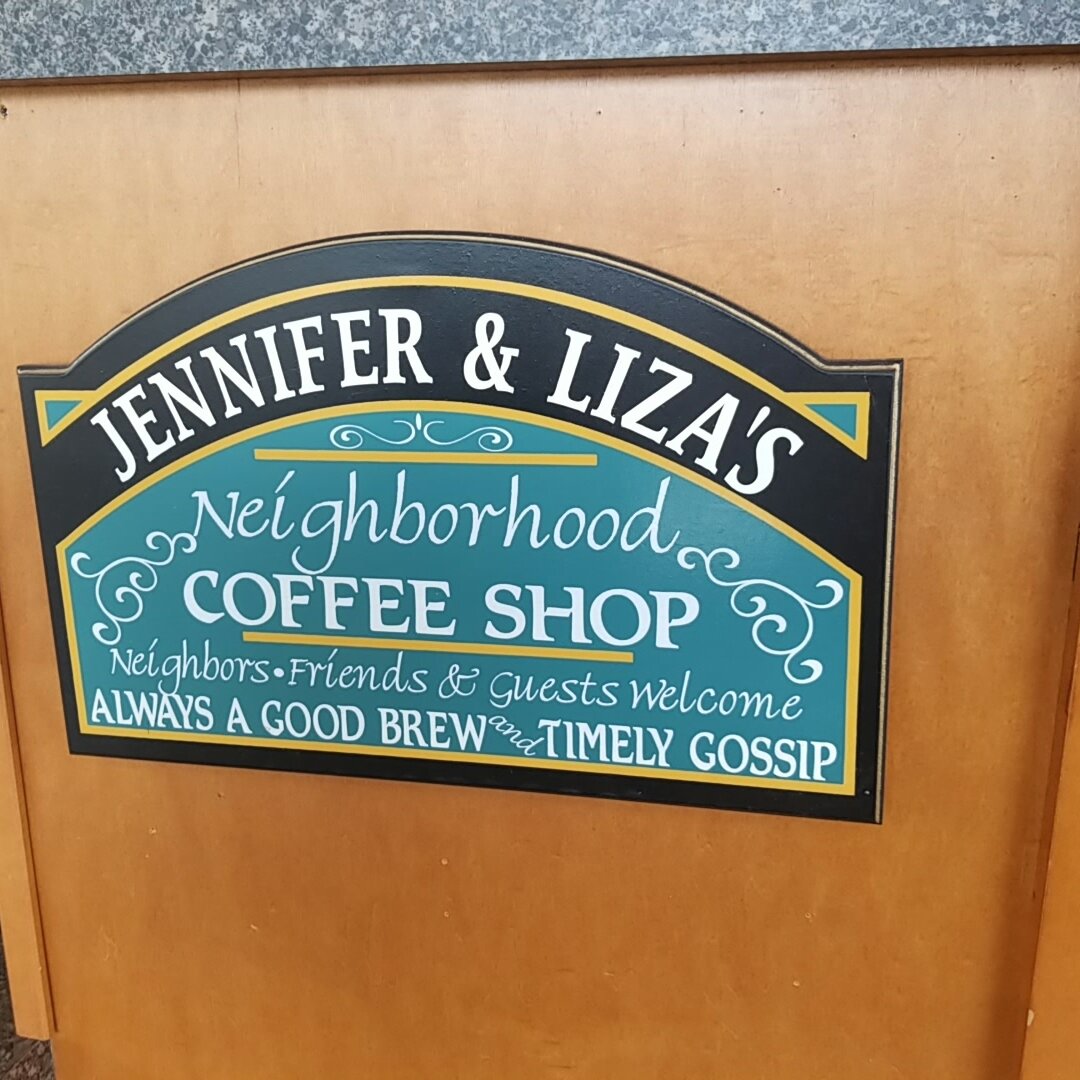 JENNIFER & LIZA'S
Neighborhood
COFFEE SHOP
Neighbors • Friends & Guests Welcome
ALWAYS A GOOD BREW and TIMELY GOSSIP